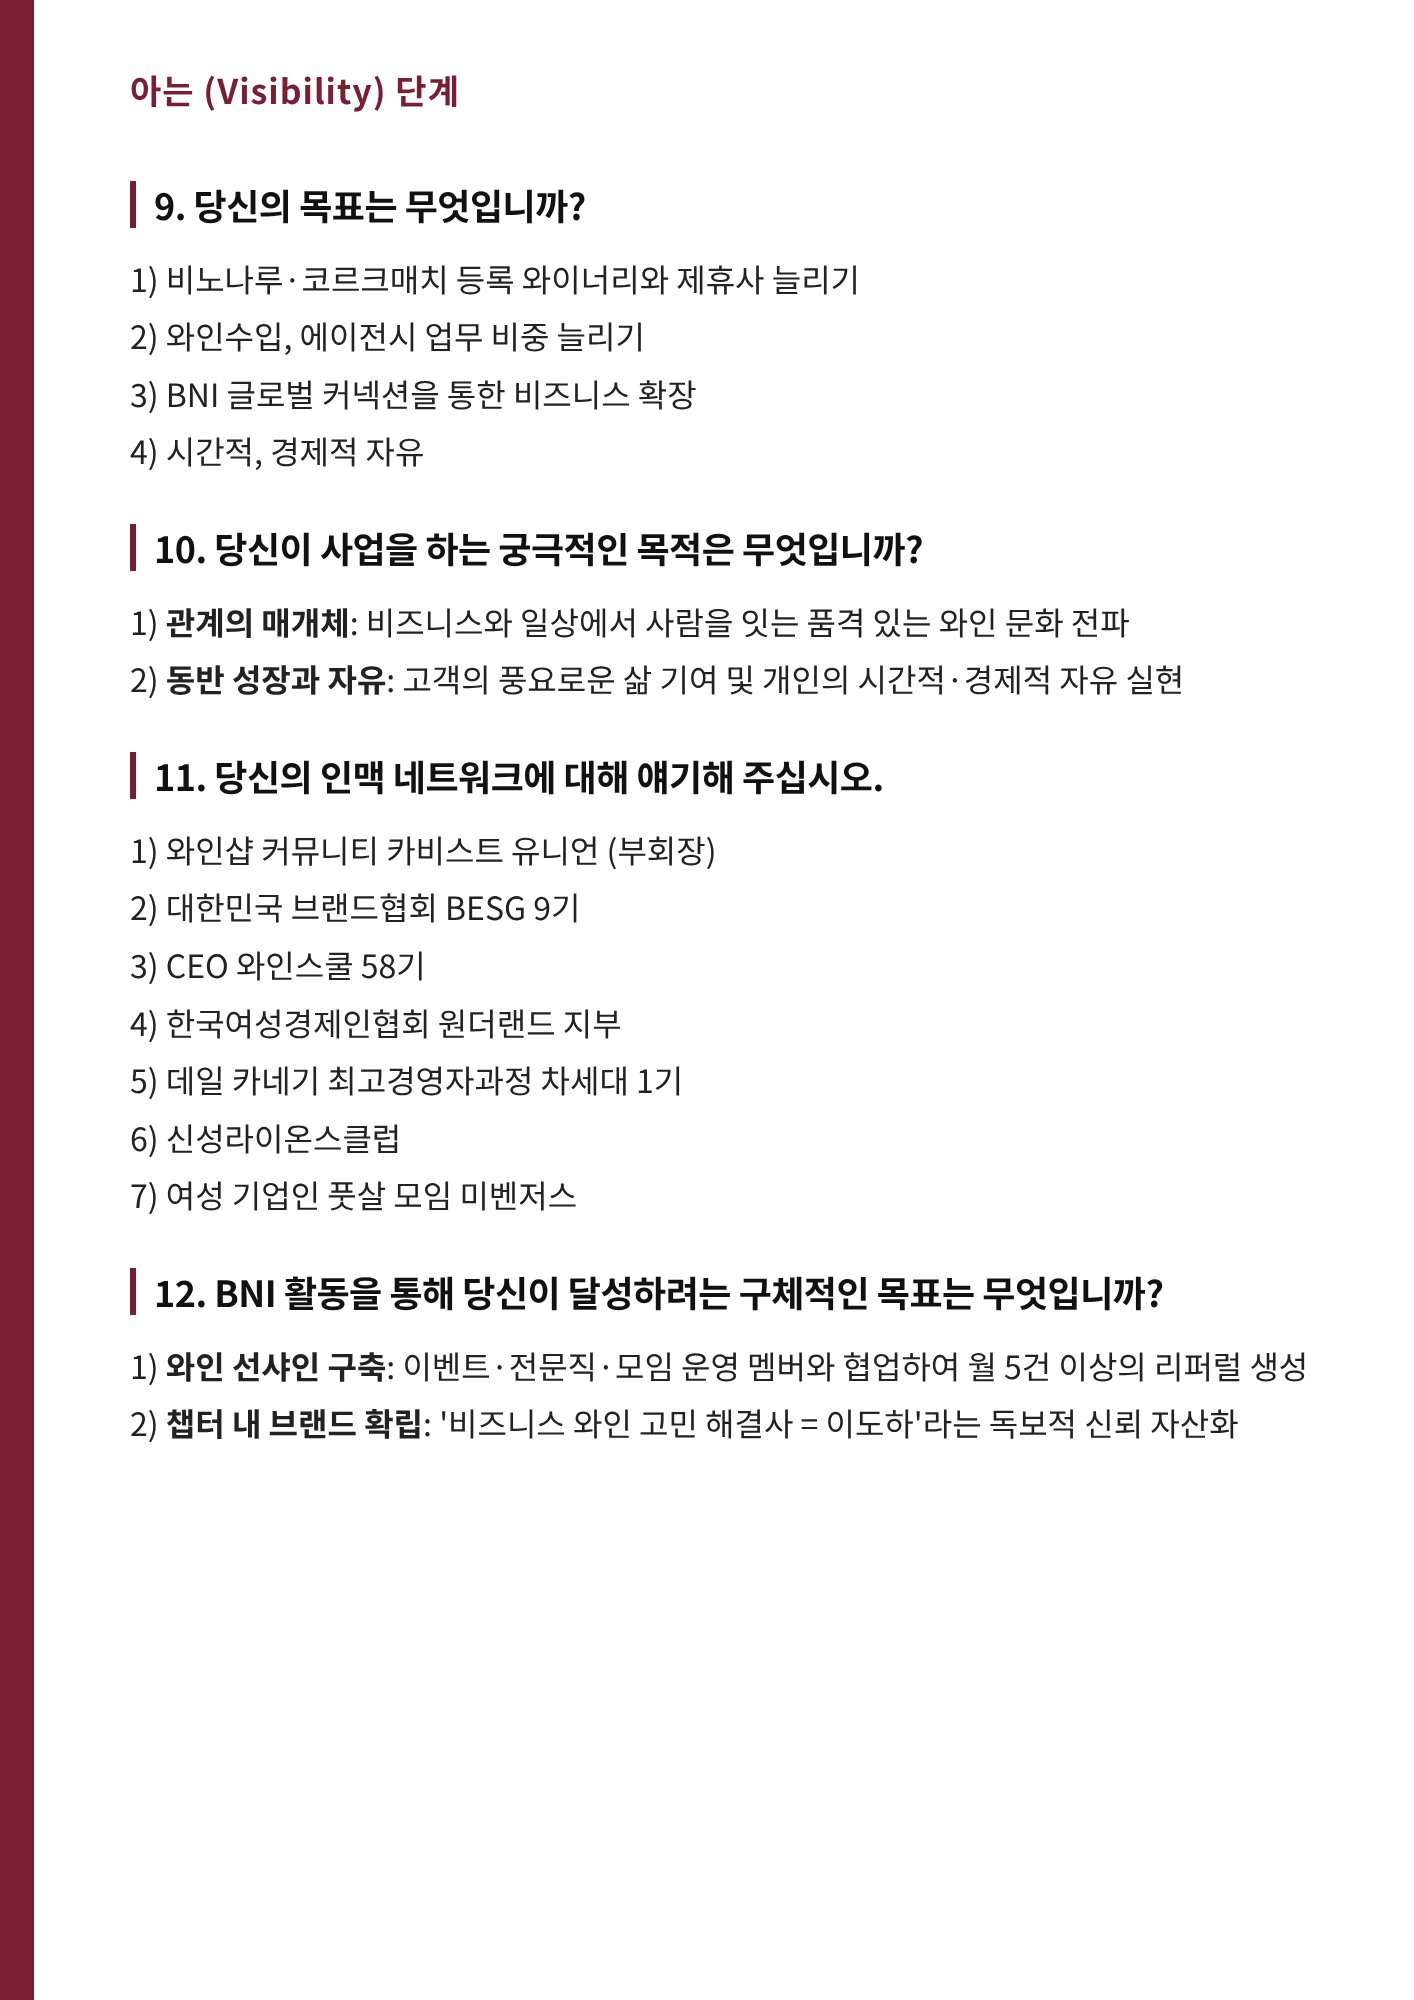 아는 (Visibility) 단계
9. 당신의 목표는 무엇입니까?
1) 비노나루·코르크매치 등록 와이너리와 제휴사 늘리기
2) 와인수입, 에이전시 업무 비중 늘리기
3) BNI 글로벌 커넥션을 통한 비즈니스 확장
4) 시간적, 경제적 자유
10. 당신이 사업을 하는 궁극적인 목적은 무엇입니까?
1) 관계의 매개체: 비즈니스와 일상에서 사람을 잇는 품격 있는 와인 문화 전파
2) 동반 성장과 자유: 고객의 풍요로운 삶 기여 및 개인의 시간적·경제적 자유 실현
11. 당신의 인맥 네트워크에 대해 얘기해 주십시오.
1) 와인샵 커뮤니티 카비스트 유니언 (부회장)
2) 대한민국 브랜드협회 BESG 9기
3) CEO 와인스쿨 58기
4) 한국여성경제인협회 원더랜드 지부
5) 데일 카네기 최고경영자과정 차세대 1기
6) 신성라이온스클럽
7) 여성 기업인 풋살 모임 미벤저스
12. BNI 활동을 통해 당신이 달성하려는 구체적인 목표는 무엇입니까?
1) 와인 선샤인 구축: 이벤트·전문직·모임 운영 멤버와 협업하여 월 5건 이상의 리퍼럴 생성
2) 챕터 내 브랜드 확립: '비즈니스 와인 고민 해결사 = 이도하'라는 독보적 신뢰 자산화